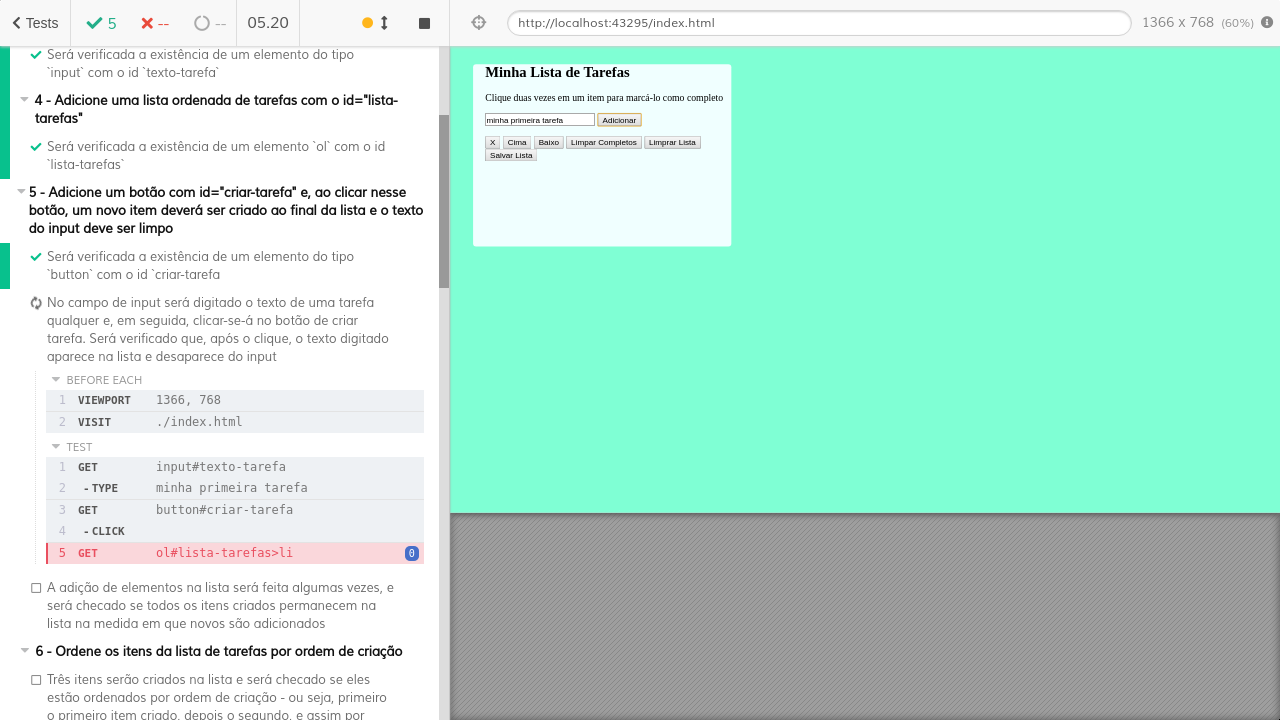 Tests
5
--
--
05.20
http://localhost:43295/index.html
1366 x 768 (60%)
Será verificada a existência de um elemento do tipo
`input` com o id `texto-tarefa`
4 - Adicione uma lista ordenada de tarefas com o id="lista-
tarefas"
Será verificada a existência de um elemento `ol` com o id
`lista-tarefas`
5 - Adicione um botão com id="criar-tarefa" e, ao clicar nesse
botão, um novo item deverá ser criado ao final da lista e o texto
do input deve ser limpo
Será verificada a existência de um elemento do tipo
`button` com o id `criar-tarefa
No campo de input será digitado o texto de uma tarefa
qualquer e, em seguida, clicar-se-á no botão de criar
tarefa. Será verificado que, após o clique, o texto digitado
aparece na lista e desaparece do input
BEFORE EACH
1 VIEWPORT 1366, 768
2 VISIT ./index.html
TEST
1 GET input#texto-tarefa
2 -TYPE minha primeira tarefa
3 GET button#criar-tarefa
4 -CLICK
5 GET ol#lista-tarefas>li 0
A adição de elementos na lista será feita algumas vezes, e
será checado se todos os itens criados permanecem na
lista na medida em que novos são adicionados
6 - Ordene os itens da lista de tarefas por ordem de criação
Três itens serão criados na lista e será checado se eles
estão ordenados por ordem de criação - ou seja, primeiro
o primeiro item criado, depois o segundo, e assim por
Minha Lista de Tarefas
Clique duas vezes em um item para marcá-lo como completo
minha primeira tarefa Adicionar
X Cima Baixo Limpar Completos Limprar Lista
Salvar Lista